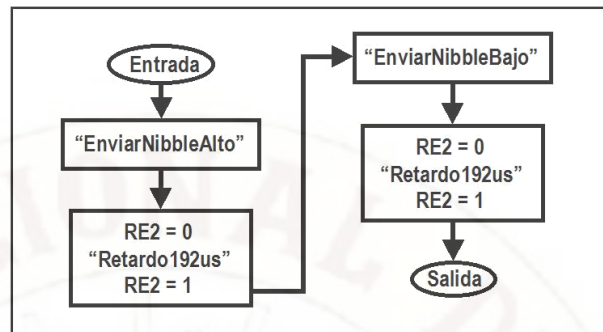 Entrada
“EnviarNibbleAlto”
RE2 = 0
“Retardo192us”
RE2 = 1
“EnviarNibbleBajo”
RE2 = 0
“Retardo192us”
RE2 = 1
Salida